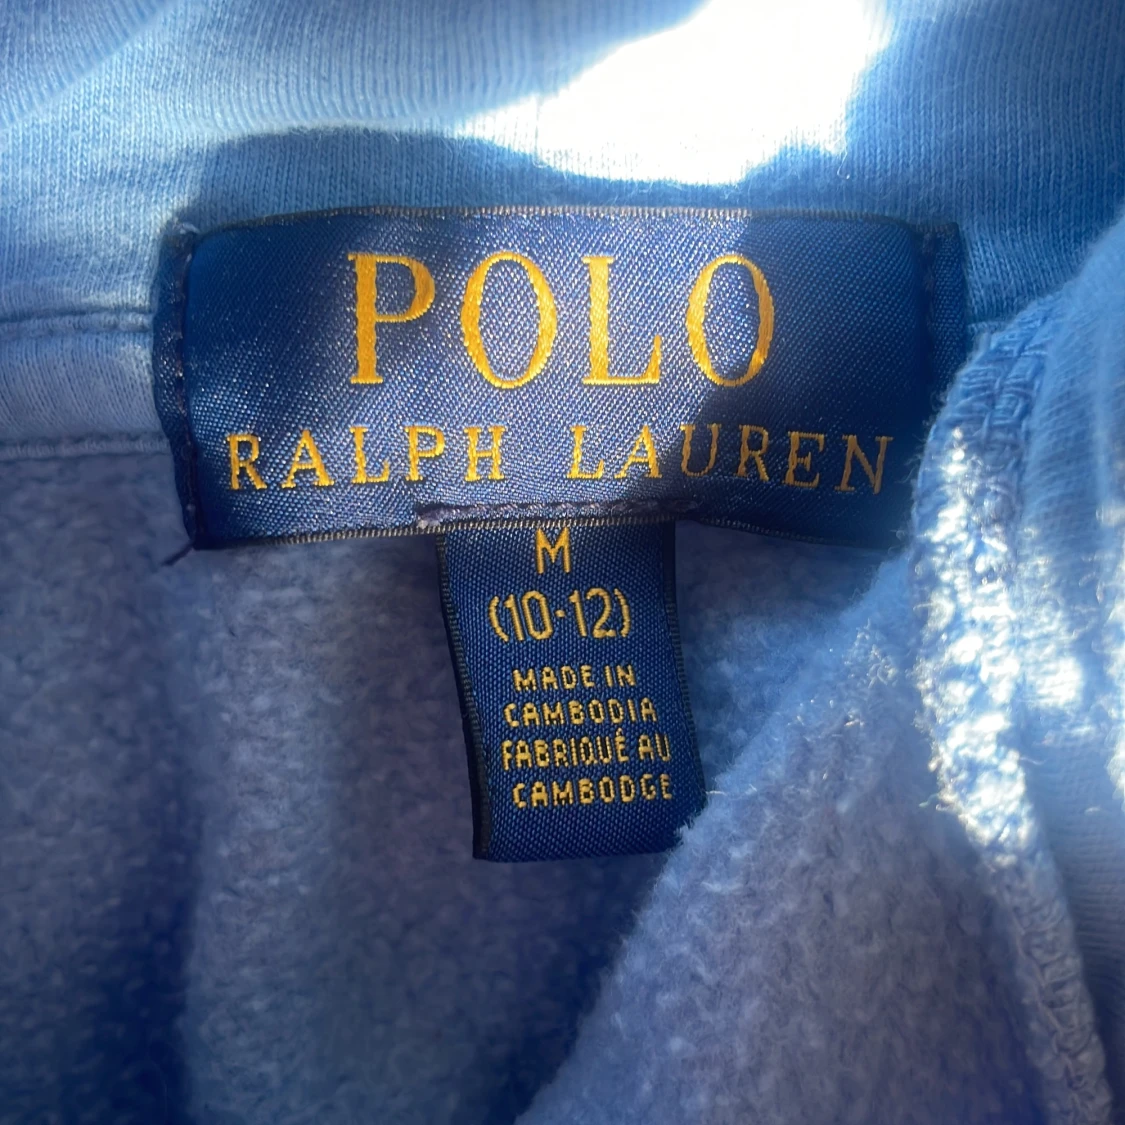 POLO
RALPH LAUREN
M
(10-12)
MADE IN
CAMBODIA
FABRIQUÉ AU
CAMBODGE